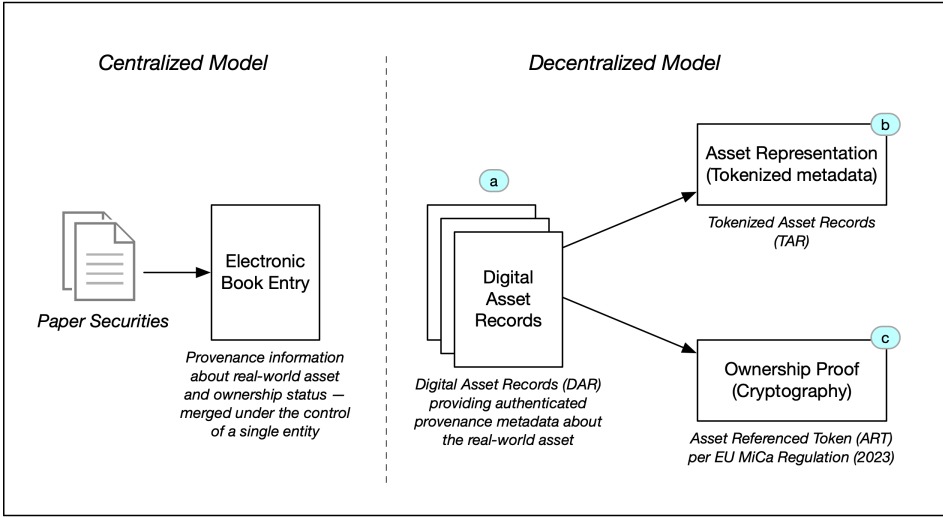 Centralized Model
Paper Securities
Electronic
Book Entry
Provenance information
about real-world asset
and ownership status —
merged under the control
of a single entity
Decentralized Model
a
Digital
Asset
Records
Digital Asset Records (DAR)
providing authenticated
provenance metadata about
the real-world asset
b
Asset Representation
(Tokenized metadata)
Tokenized Asset Records
(TAR)
c
Ownership Proof
(Cryptography)
Asset Referenced Token (ART)
per EU MiCa Regulation (2023)